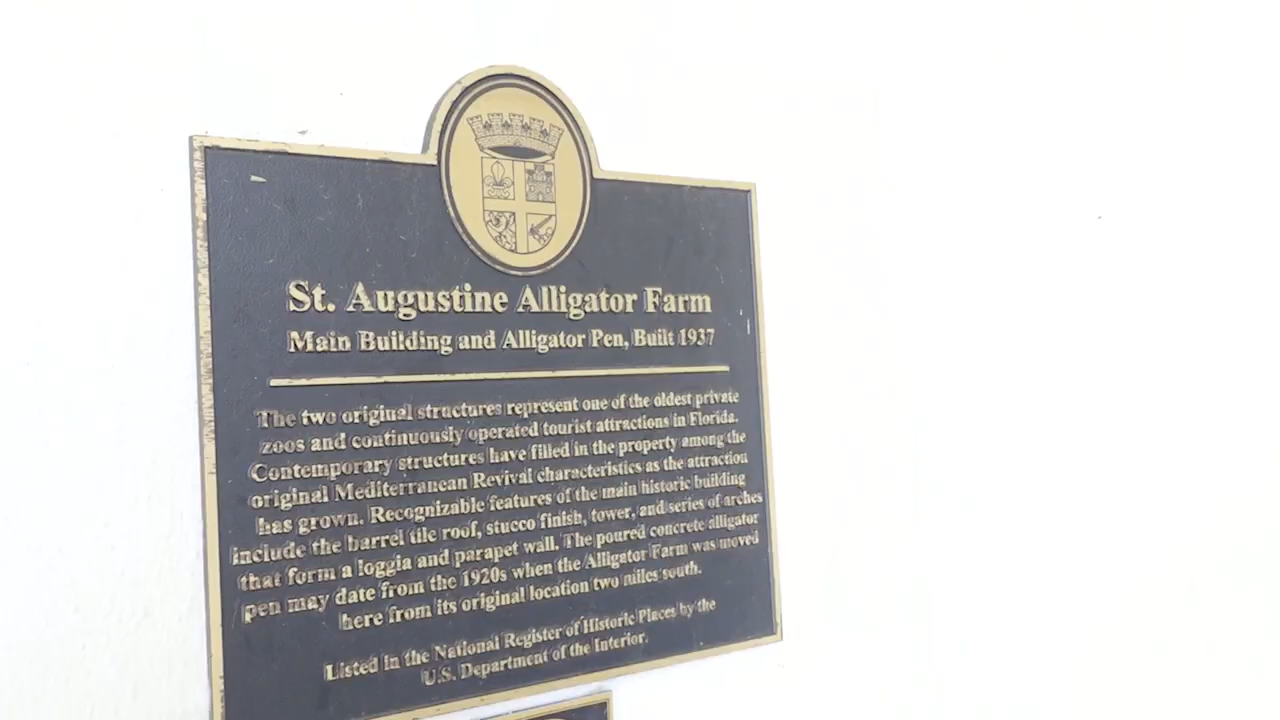 St. Augustine Alligator Farm
Main Building and Alligator Pen, Built 1937
The two original structures represent one of the oldest private
zoos and continuously operated tourist attractions in Florida.
Contemporary structures have filled in the property among the
original Mediterranean Revival characteristics as the attraction
has grown. Recognizable features of the main historic building
include the barrel tile roof, stucco finish, tower, and series of arches
that form a loggia and parapet wall. The poured concrete alligator
pen may date from the 1920s when the Alligator Farm was moved
here from its original location two miles south.
Listed in the National Register of Historic Places by the
U.S. Department of the Interior.